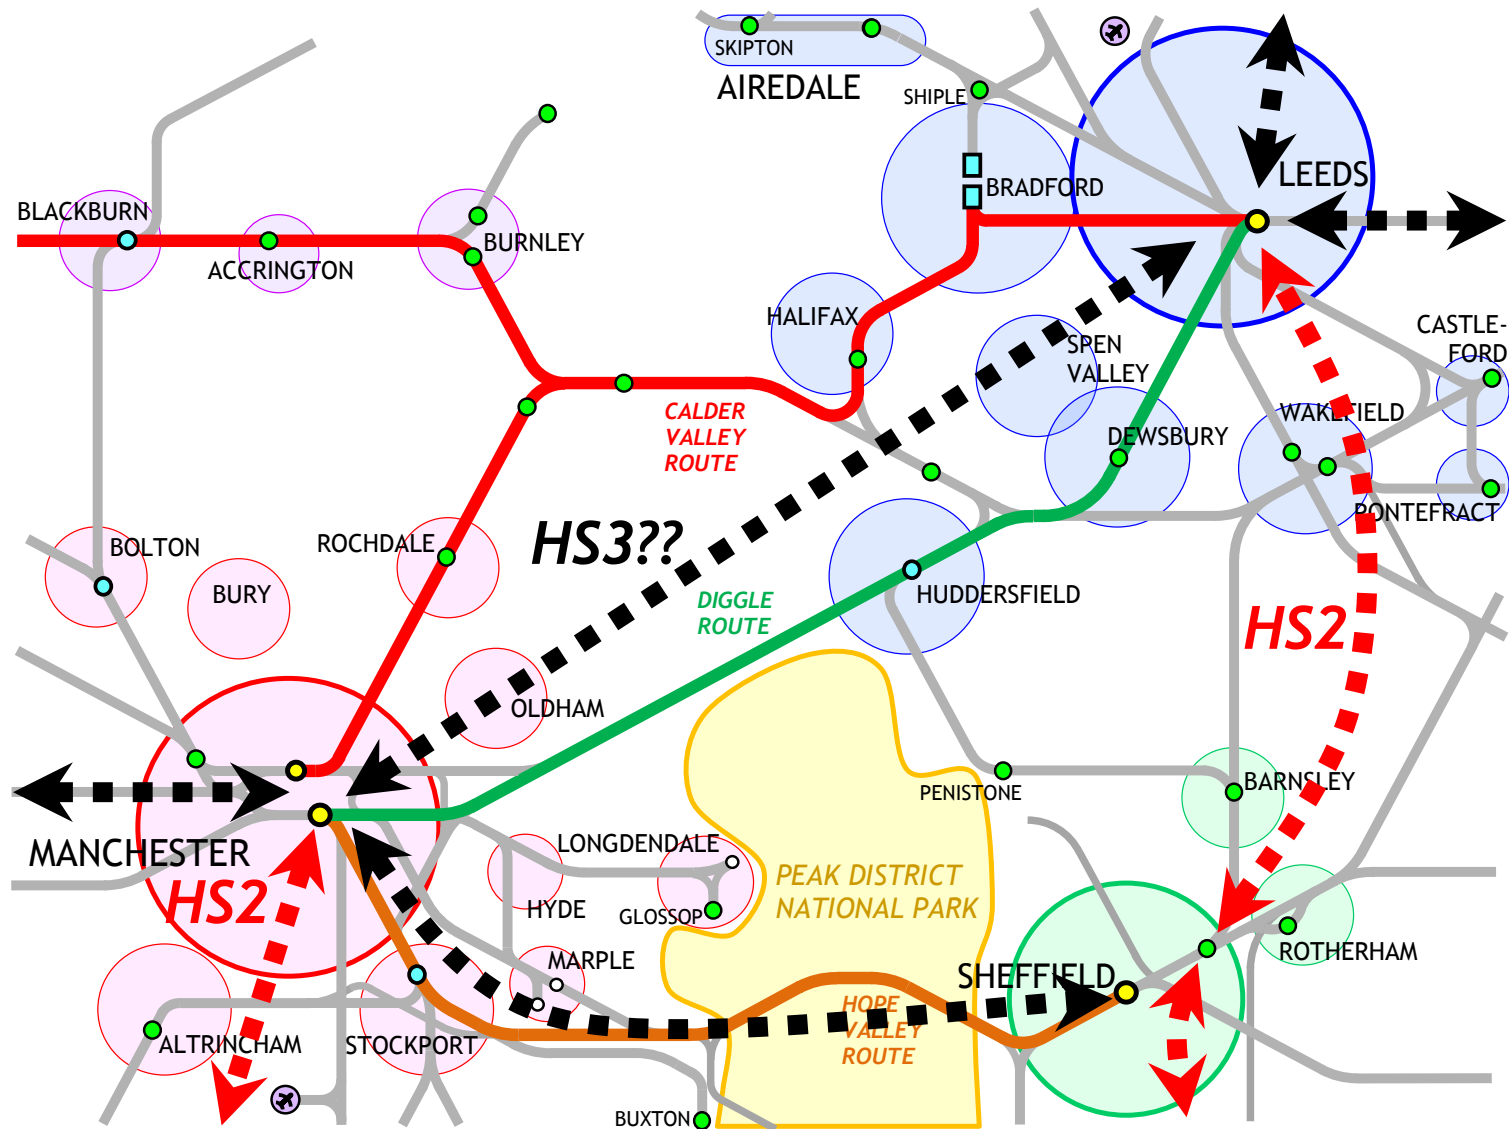 SKIPTON
AIREDALE
SHIPLE
BRADFORD
LEEDS
BLACKBURN
ACCRINGTON
BURNLEY
HALIFAX
SPEN
VALLEY
CASTLE-
FORD
CALDER
VALLEY
ROUTE
DEWSBURY
WAKEFIELD
PONTEFRACT
BOLTON
BURY
ROCHDALE
HS3??
DIGGLE
ROUTE
HUDDERSFIELD
HS2
OLDHAM
PENISTONE
BARNSLEY
MANCHESTER
HS2
LONGDENDALE
HYDE
GLOSSOP
PEAK DISTRICT
NATIONAL PARK
MARPLE
SHEFFIELD
ROTHERHAM
HOPE
VALLEY
ROUTE
ALTRINCHAM
STOCKPORT
BUXTON